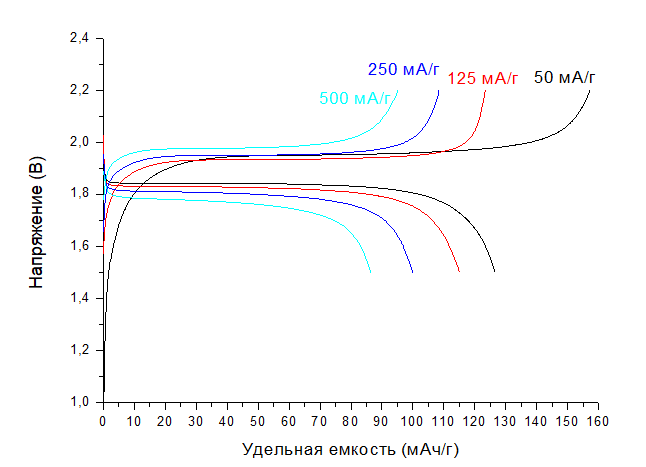 2,4
2,2
2,0
1,8
1,6
1,4
1,2
1,0
Напряжение (В)
500 мА/г
250 мА/г
125 мА/г
50 мА/г
0 10 20 30 40 50 60 70 80 90 100 110 120 130 140 150 160
Удельная емкость (мАч/г)